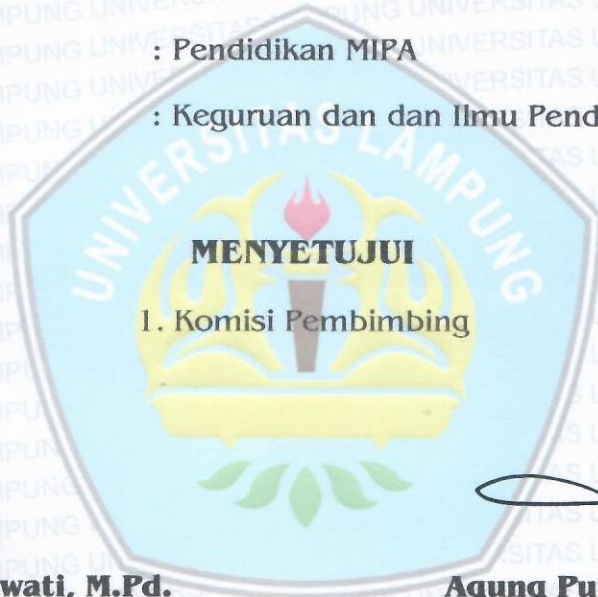 : Pendidikan MIPA
: Keguruan dan dan Ilmu Pend
UNIVERSITAS LAMPUNG
MENYETUJUI
1. Komisi Pembimbing
wati, M.Pd. Agung Pu